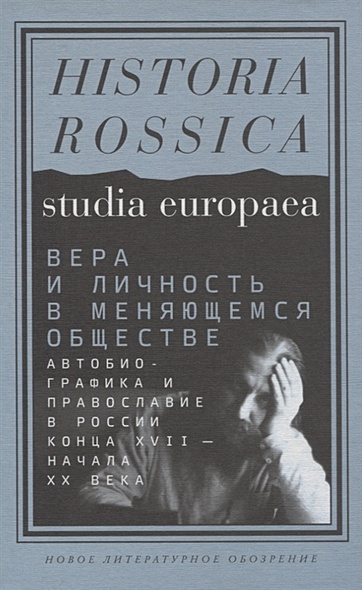 HISTORIA
ROSSICA
studia europaea
ВЕРА
И ЛИЧНОСТЬ
В МЕНЯЮЩЕМСЯ
ОБЩЕСТВЕ
АВТОБИО-
ГРАФИКА И
ПРАВОСЛАВИЕ
В РОССИИ
КОНЦА XVII —
НАЧАЛА
XX ВЕКА
НОВОЕ ЛИТЕРАТУРНОЕ ОБОЗРЕНИЕ